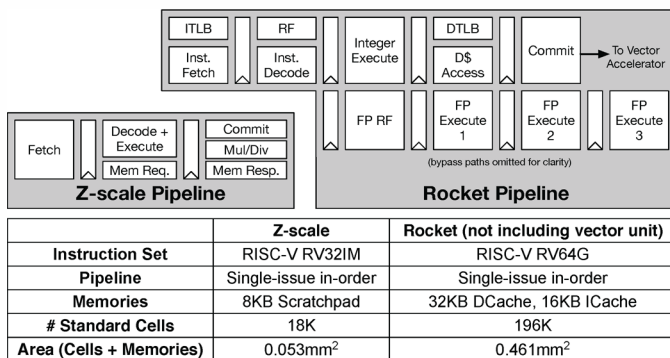 ITLB
RF
DTLB
Inst.
Fetch
Inst.
Decode
Integer
Execute
D$
Access
Commit
To Vector
Accelerator
FP RF
FP
Execute
1
FP
Execute
2
FP
Execute
3
(bypass paths omitted for clarity)
Rocket Pipeline
Fetch
Decode +
Execute
Mem Req.
Commit
Mul/Div
Mem Resp.
Z-scale Pipeline
Z-scale Rocket (not including vector unit)
Instruction Set RISC-V RV32IM RISC-V RV64G
Pipeline Single-issue in-order Single-issue in-order
Memories 8KB Scratchpad 32KB DCache, 16KB ICache
# Standard Cells 18K 196K
Area (Cells + Memories) 0.053mm² 0.461mm²